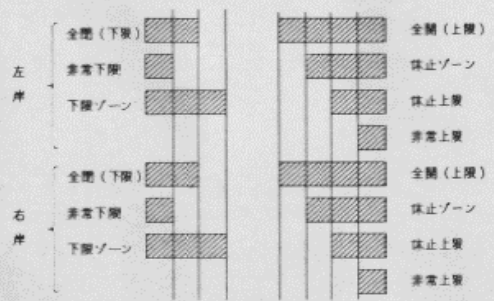 左岸
全閉(下限)
非常下限
下限ゾーン
全開(上限)
休止ゾーン
休止上限
非常上限
右岸
全閉(下限)
非常下限
下限ゾーン
全開(上限)
休止ゾーン
休止上限
非常上限